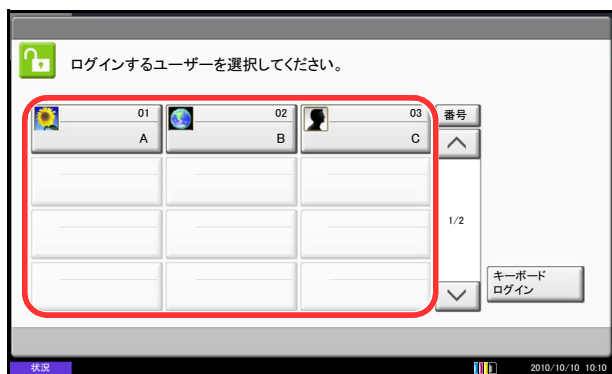 ログインするユーザーを選択してください。
01
A
02
B
03
C
番号
1/2
キーボード
ログイン
状況
2010/10/10 10:10